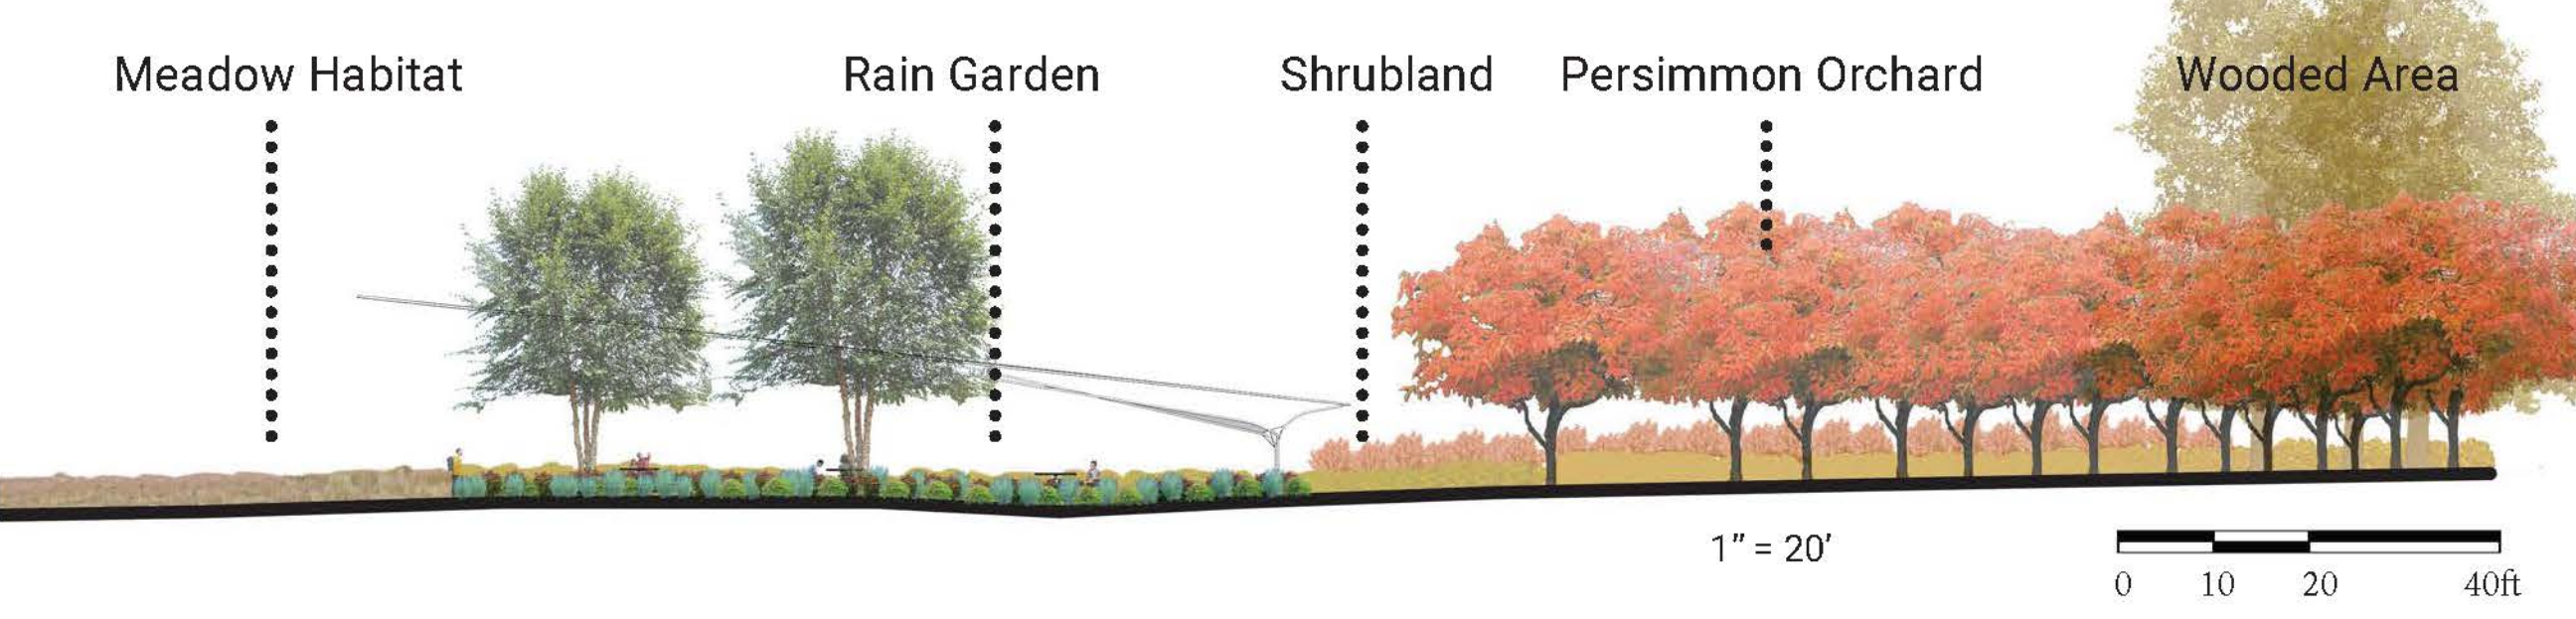 Meadow Habitat
Rain Garden
Shrubland
Persimmon Orchard
Wooded Area
1” = 20’
0 10 20 40ft